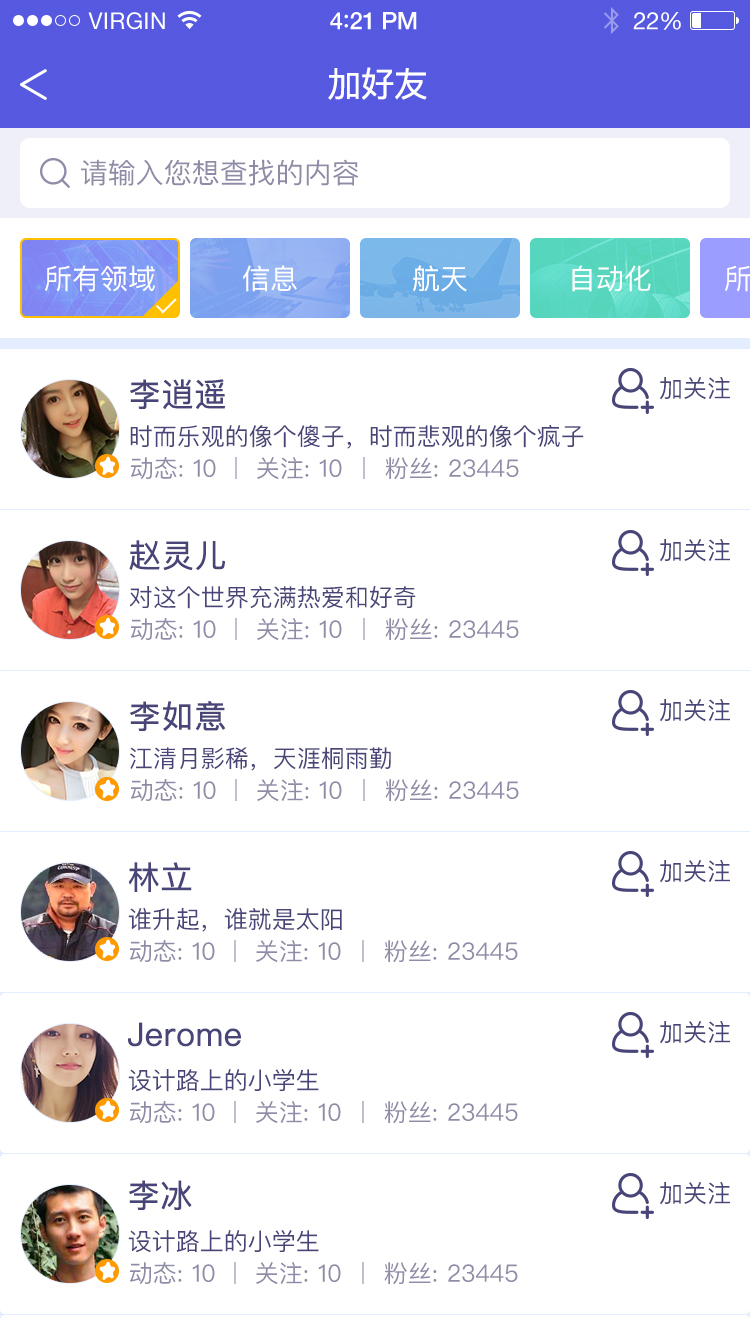 VIRGIN 4:21 PM 22%
加好友
请输入您想查找的内容
所有领域 信息 航天 自动化 所
李逍遥 加关注
时而乐观的像个傻子，时而悲观的像个疯子
动态: 10 | 关注: 10 | 粉丝: 23445
赵灵儿 加关注
对这个世界充满热爱和好奇
动态: 10 | 关注: 10 | 粉丝: 23445
李如意 加关注
江清月影稀，天涯桐雨勤
动态: 10 | 关注: 10 | 粉丝: 23445
林立 加关注
谁升起，谁就是太阳
动态: 10 | 关注: 10 | 粉丝: 23445
Jerome 加关注
设计路上的小学生
动态: 10 | 关注: 10 | 粉丝: 23445
李冰 加关注
设计路上的小学生
动态: 10 | 关注: 10 | 粉丝: 23445